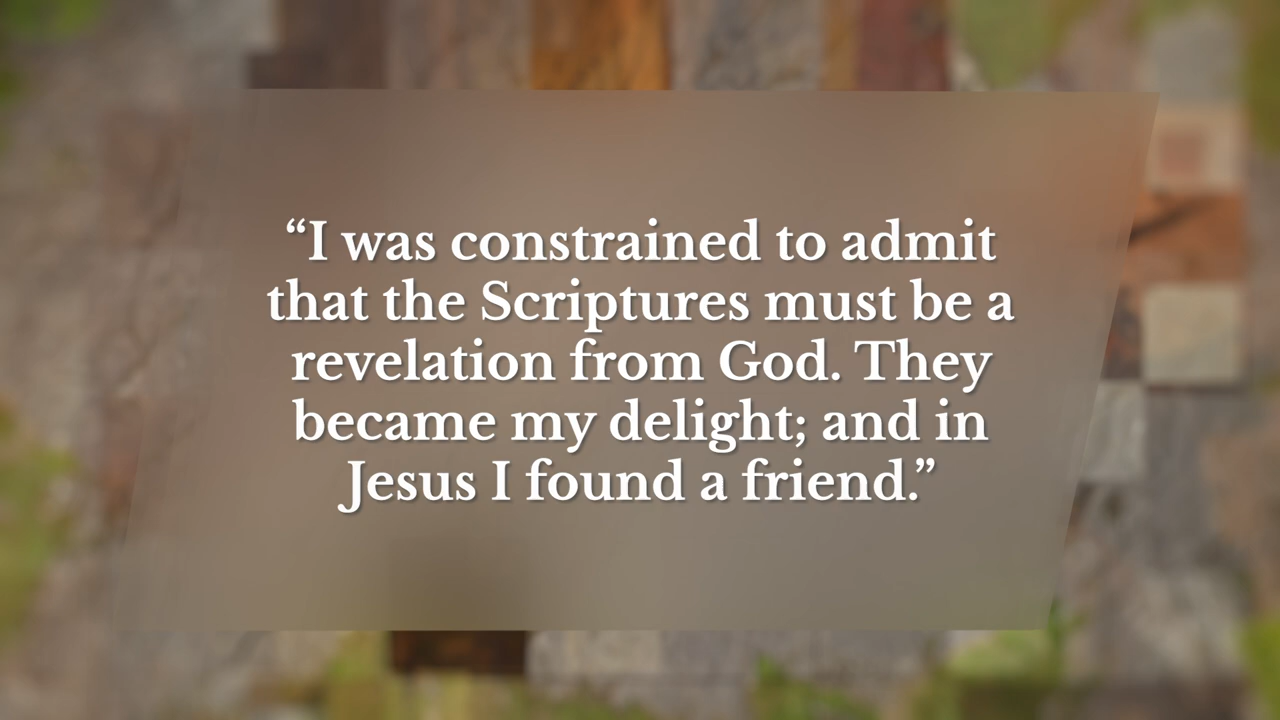 “I was constrained to admit
that the Scriptures must be a
revelation from God. They
became my delight; and in
Jesus I found a friend.”